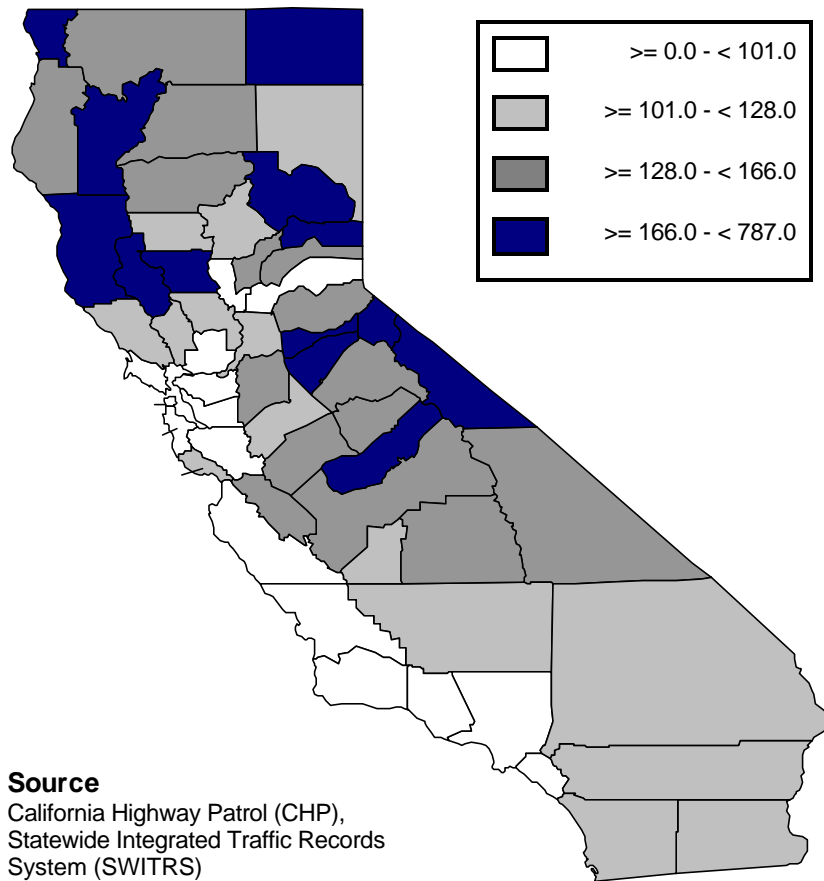 >= 0.0 - < 101.0
>= 101.0 - < 128.0
>= 128.0 - < 166.0
>= 166.0 - < 787.0
Source
California Highway Patrol (CHP),
Statewide Integrated Traffic Records
System (SWITRS)